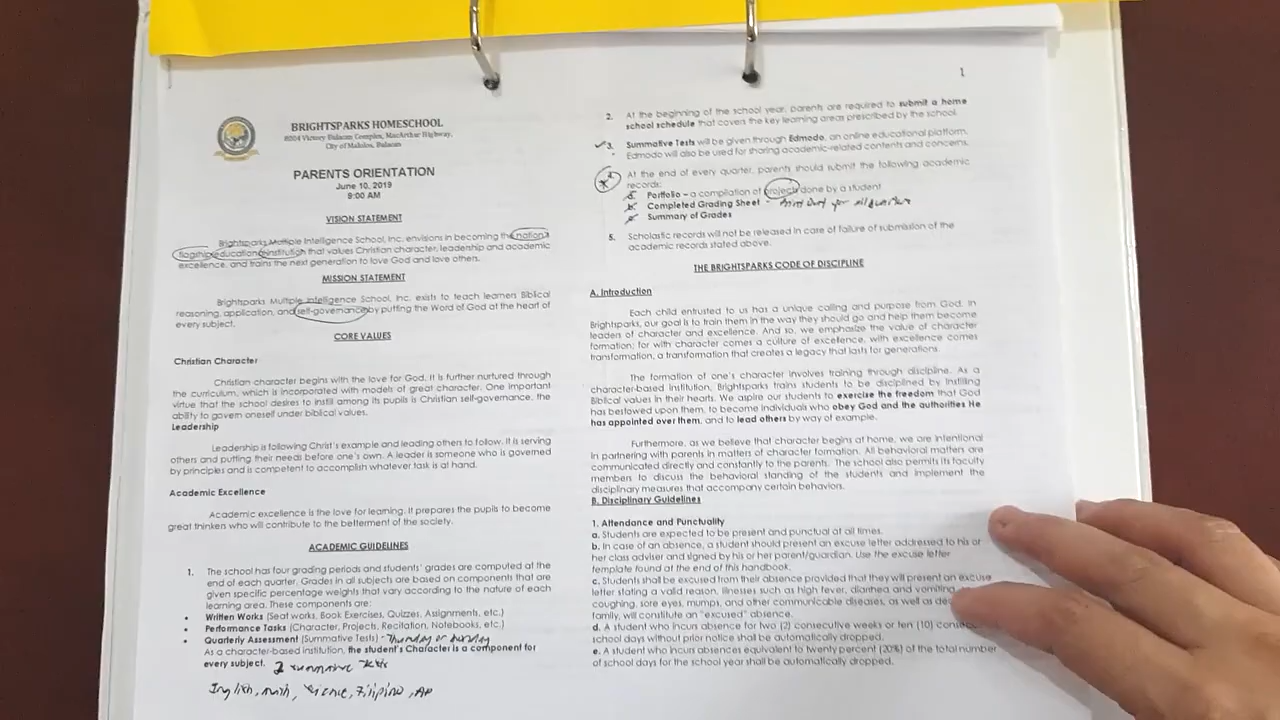 BRIGHTSPARKS HOMESCHOOL
#004 Victory Bulacan Complex, MacArthur Highway,
City of Malolos, Bulacan
PARENTS ORIENTATION
June 10, 2019
9:00 AM
VISION STATEMENT
Brightsparks Multiple Intelligence School, Inc. envisions in becoming the nation's
flagship education institution that values Christian character, leadership and academic
excellence, and trains the next generation to love God and love others.
MISSION STATEMENT
Brightsparks Multiple Intelligence School, Inc. exists to teach learners Biblical
reasoning, application, and self-governance by putting the Word of God at the heart of
every subject.
CORE VALUES
Christian Character
Christian character begins with the love for God. It is further nurtured through
the curriculum, which is incorporated with models of great character. One important
virtue that the school desires to instill among its pupils is Christian self-governance, the
ability to govern oneself under biblical values.
Leadership
Leadership is following Christ's example and leading others to follow. It is serving
others and putting their needs before one's own. A leader is someone who is governed
by principles and is competent to accomplish whatever task is at hand.
Academic Excellence
Academic excellence is the love for learning. It prepares the pupils to become
great thinkers who will contribute to the betterment of the society.
ACADEMIC GUIDELINES
1. The school has four grading periods and students' grades are computed at the
end of each quarter. Grades in all subjects are based on components that are
given specific percentage weights that vary according to the nature of each
learning area. These components are:
• Written Works (Seat works, Book Exercises, Quizzes, Assignments, etc.)
• Performance Tasks (Character, Projects, Recitation, Notebooks, etc.)
• Quarterly Assessment (Summative Tests) - Thursday or Sunday
As a character-based institution, the student's Character is a component for
every subject. 2 summative tests
English, math, Science, Filipino, AP
1
2. At the beginning of the school year, parents are required to submit a home
school schedule that covers the key learning areas prescribed by the school.
3. Summative Tests will be given through Edmodo, an online educational platform.
Edmodo will also be used for sharing academic-related contents and concerns.
4. At the end of every quarter, parents should submit the following academic
records:
Portfolio – a compilation of projects done by a student
Completed Grading Sheet - print out for all quarters
Summary of Grades
5. Scholastic records will not be released in case of failure of submission of the
academic records stated above.
THE BRIGHTSPARKS CODE OF DISCIPLINE
A. Introduction
Each child entrusted to us has a unique calling and purpose from God. In
Brightsparks, our goal is to train them in the way they should go and help them become
leaders of character and excellence. And so, we emphasize the value of character
formation; for with character comes a culture of excellence, with excellence comes
transformation, a transformation that creates a legacy that lasts for generations.
The formation of one's character involves training through discipline. As a
character-based institution, Brightsparks trains students to be disciplined by instilling
Biblical values in their hearts. We aspire our students to exercise the freedom that God
has bestowed upon them, to become individuals who obey God and the authorities He
has appointed over them, and to lead others by way of example.
Furthermore, as we believe that character begins at home, we are intentional
in partnering with parents in matters of character formation. All behavioral matters are
communicated directly and constantly to the parents. The school also permits its faculty
members to discuss the behavioral standing of the students and implement the
disciplinary measures that accompany certain behaviors.
B. Disciplinary Guidelines
1. Attendance and Punctuality
a. Students are expected to be present and punctual at all times.
b. In case of an absence, a student should present an excuse letter addressed to his or
her class adviser and signed by his or her parent/guardian. Use the excuse letter
template found at the end of this handbook.
c. Students shall be excused from their absence provided that they will present an excuse
letter stating a valid reason. Illnesses such as high fever, diarrhea and vomiting,
coughing, sore eyes, mumps, and other communicable diseases, as well as
family, will constitute an "excused" absence.
d. A student who incurs absence for two (2) consecutive weeks or ten (10)
school days without prior notice shall be automatically dropped.
e. A student who incurs absences equivalent to twenty percent (20%) of the total number
of school days for the school year shall be automatically dropped.